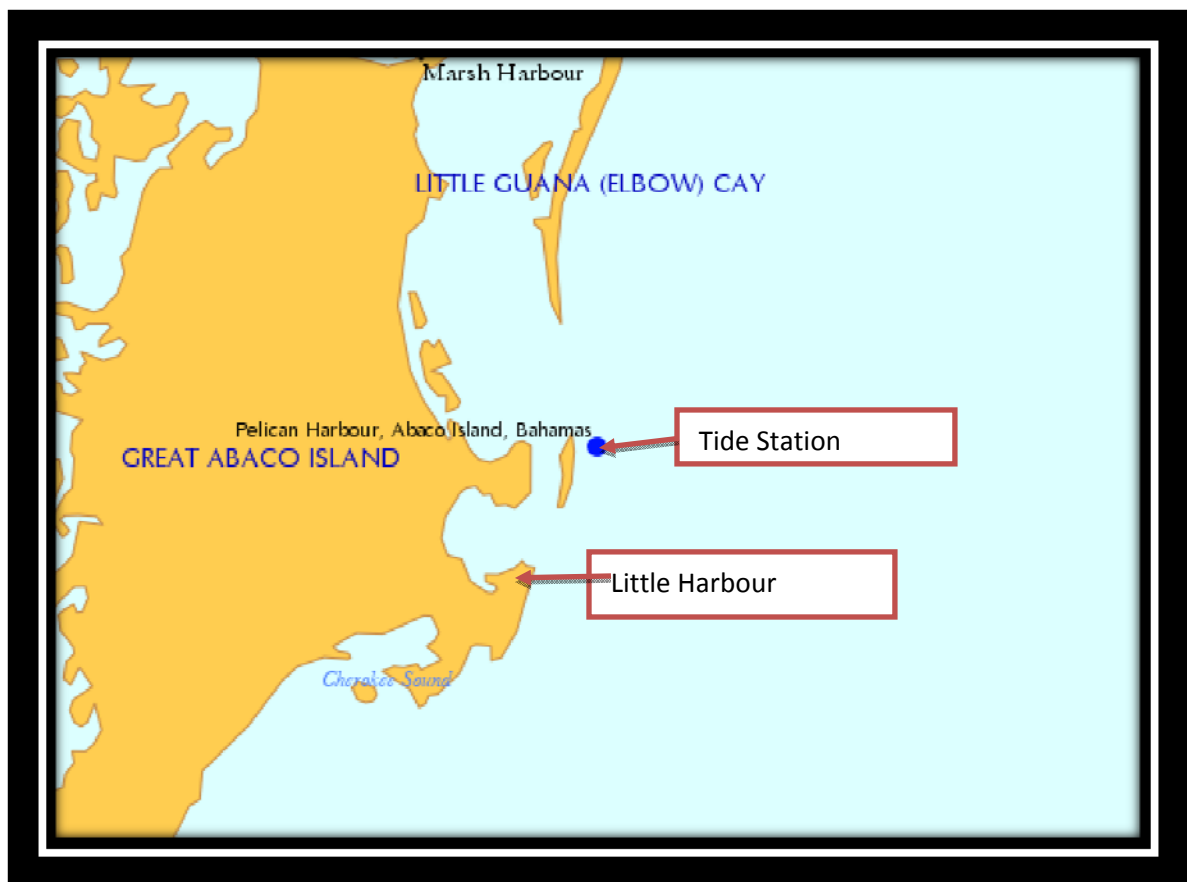 Marsh Harbour
LITTLE GUANA (ELBOW) CAY
Pelican Harbour, Abaco Island, Bahamas
GREAT ABACO ISLAND
Tide Station
Little Harbour
Cherokee Sound